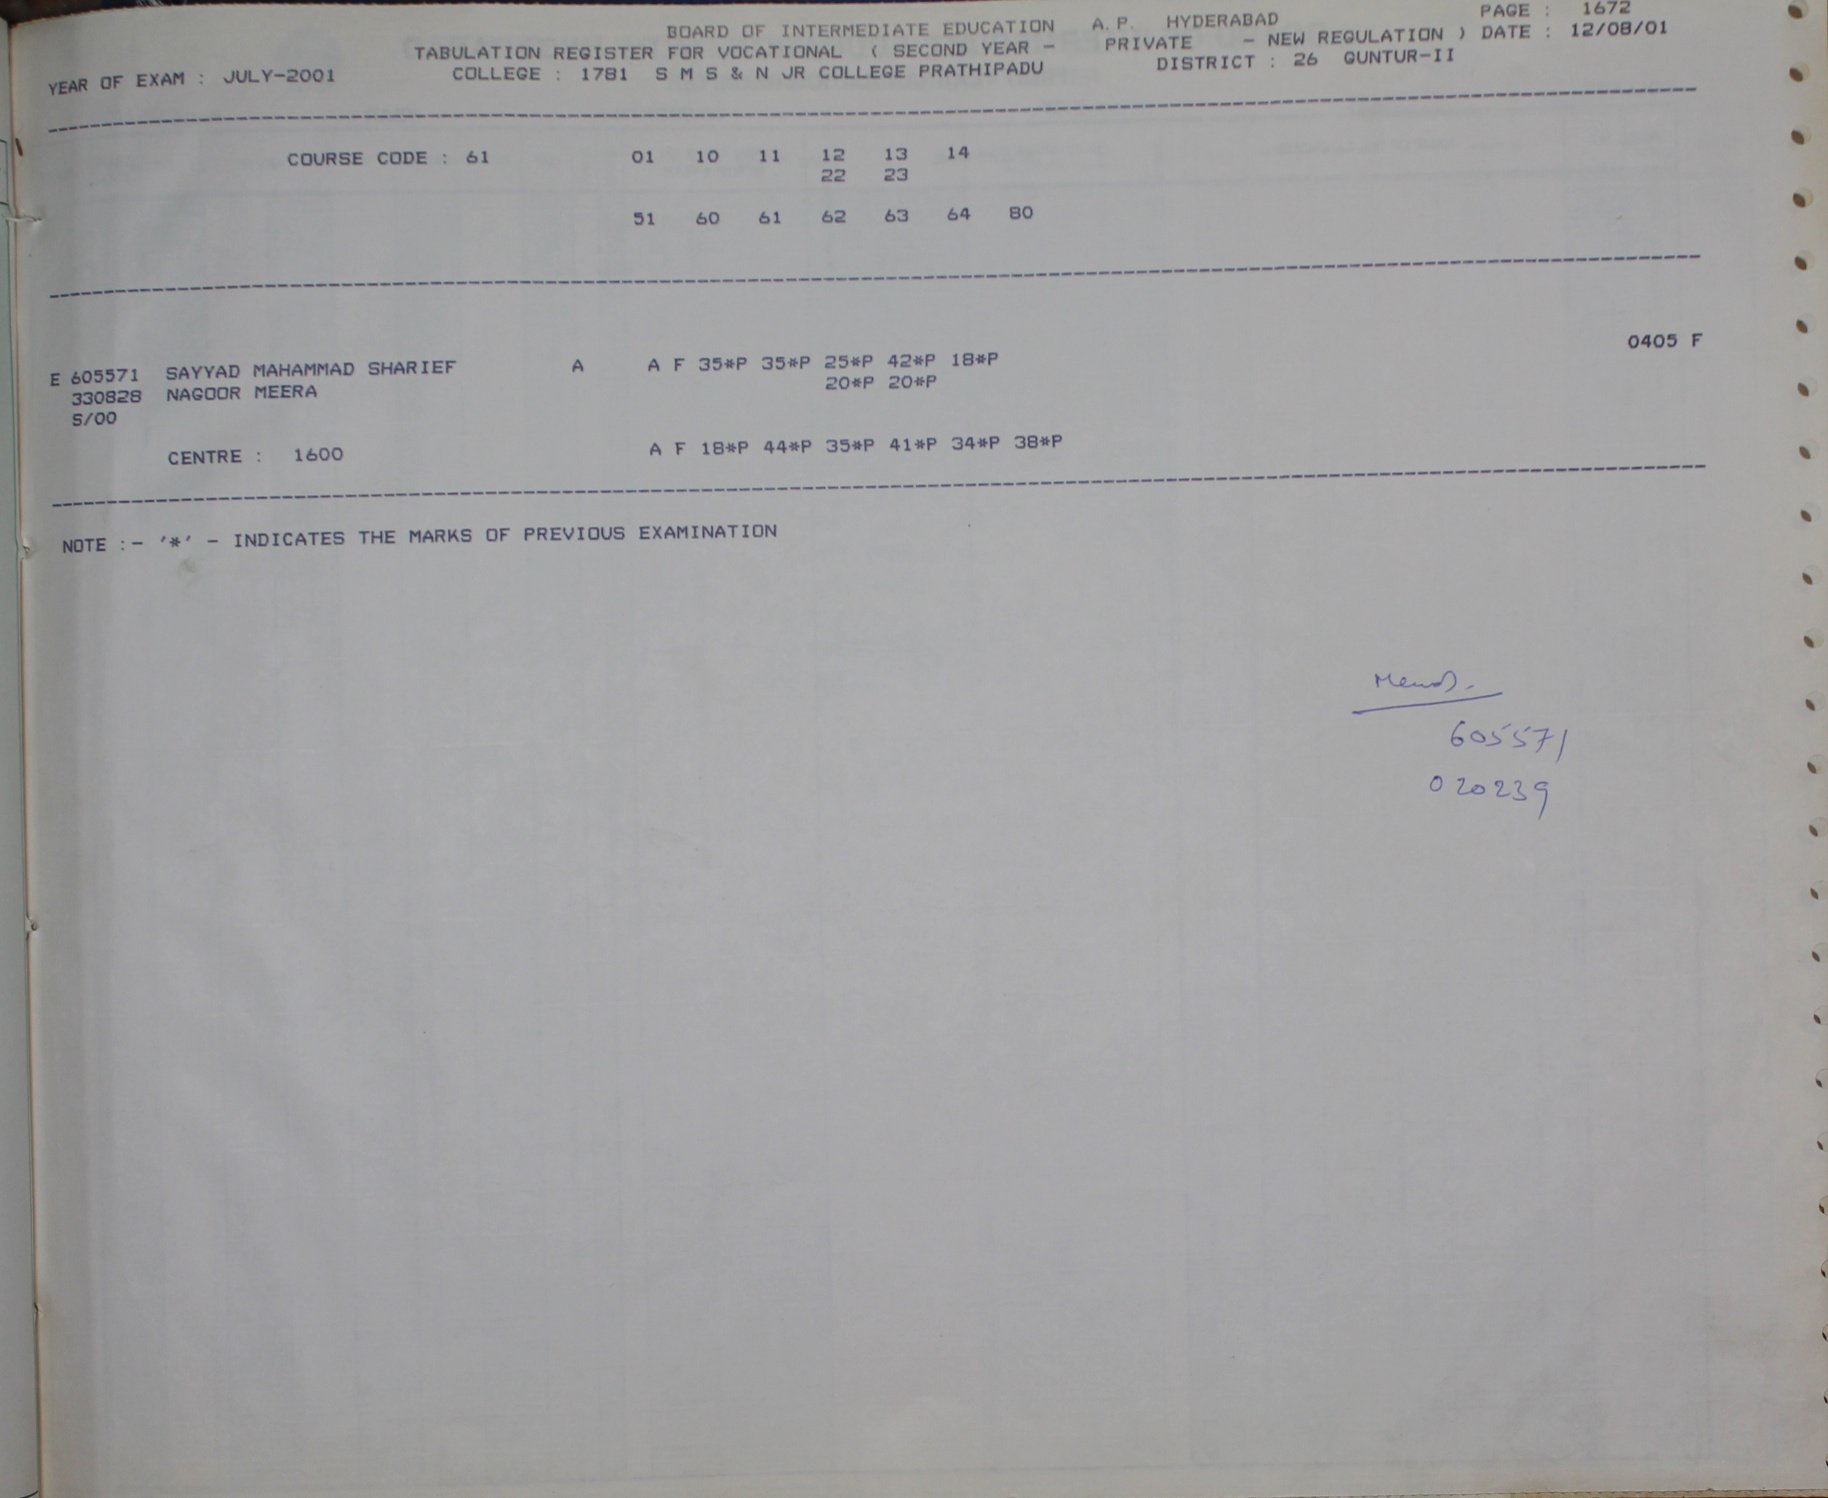 BOARD OF INTERMEDIATE EDUCATION A.P. HYDERABAD PAGE : 1672
TABULATION REGISTER FOR VOCATIONAL ( SECOND YEAR - PRIVATE - NEW REGULATION ) DATE : 12/08/01
YEAR OF EXAM : JULY-2001 COLLEGE : 1781 S M S & N JR COLLEGE PRATHIPADU DISTRICT : 26 GUNTUR-II
COURSE CODE : 61 01 10 11 12 13 14
22 23
51 60 61 62 63 64 80
0405 F
E 605571 SAYYAD MAHAMMAD SHARIEF A A F 35*P 35*P 25*P 42*P 18*P
330828 NAGOOR MEERA 20*P 20*P
S/00
CENTRE : 1600 A F 18*P 44*P 35*P 41*P 34*P 38*P
NOTE :- '*' - INDICATES THE MARKS OF PREVIOUS EXAMINATION
605571
020239